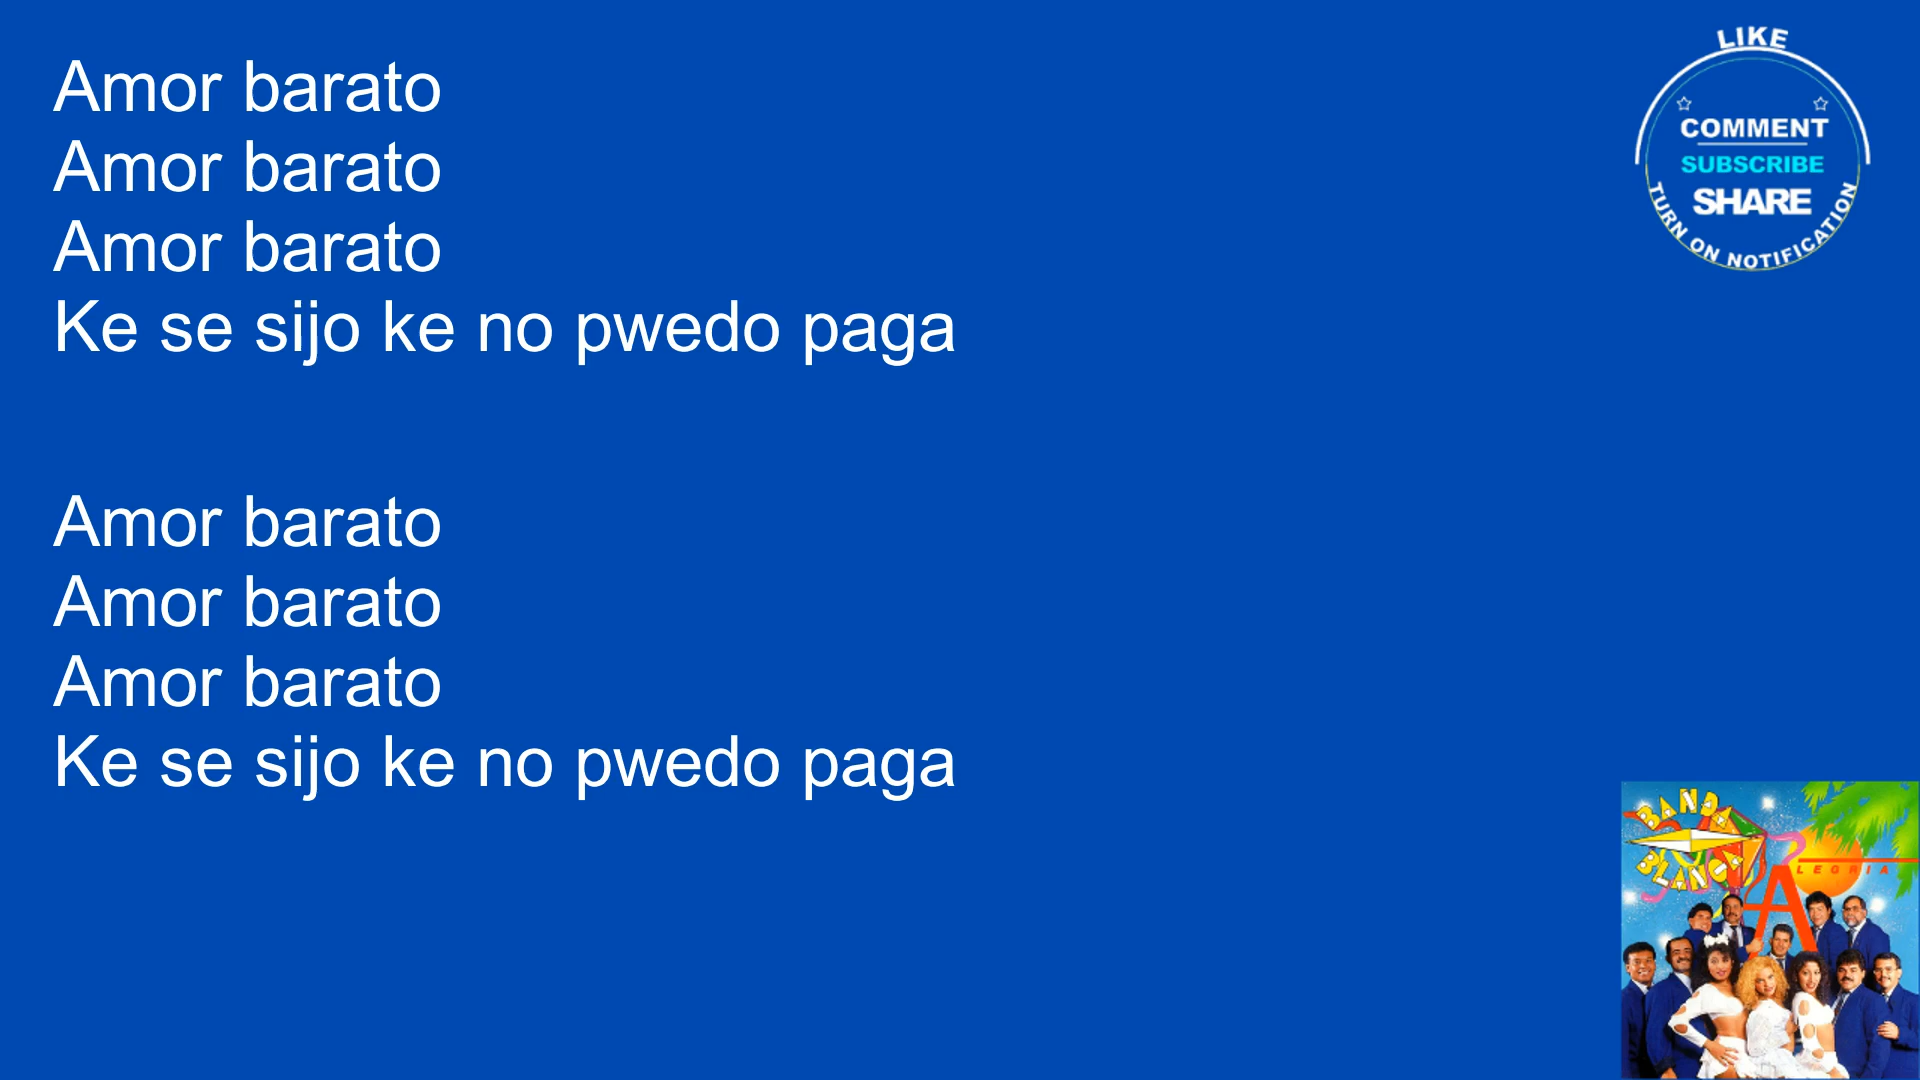 Amor barato
Amor barato
Amor barato
Ke se sijo ke no pwedo paga
Amor barato
Amor barato
Amor barato
Ke se sijo ke no pwedo paga
LIKE
COMMENT
SUBSCRIBE
SHARE
TURN ON NOTIFICATION
BANDA
BLANCA
ALEGRIA